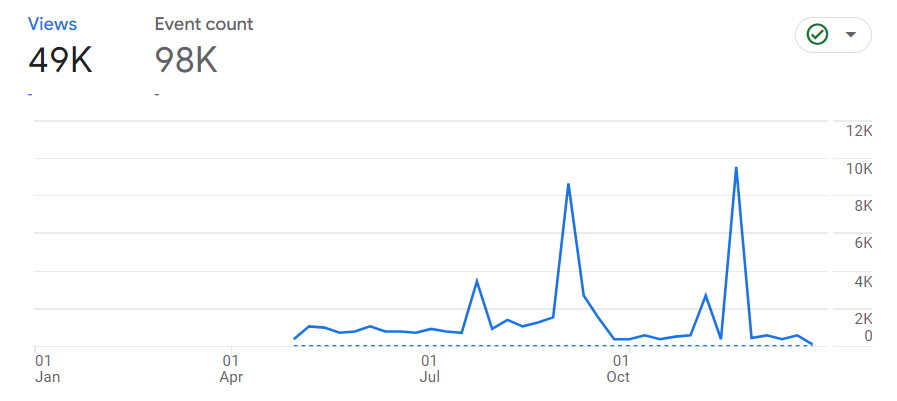 Views Event count
49K 98K
- -
12K
10K
8K
6K
4K
2K
0
01 01 01 01
Jan Apr Jul Oct